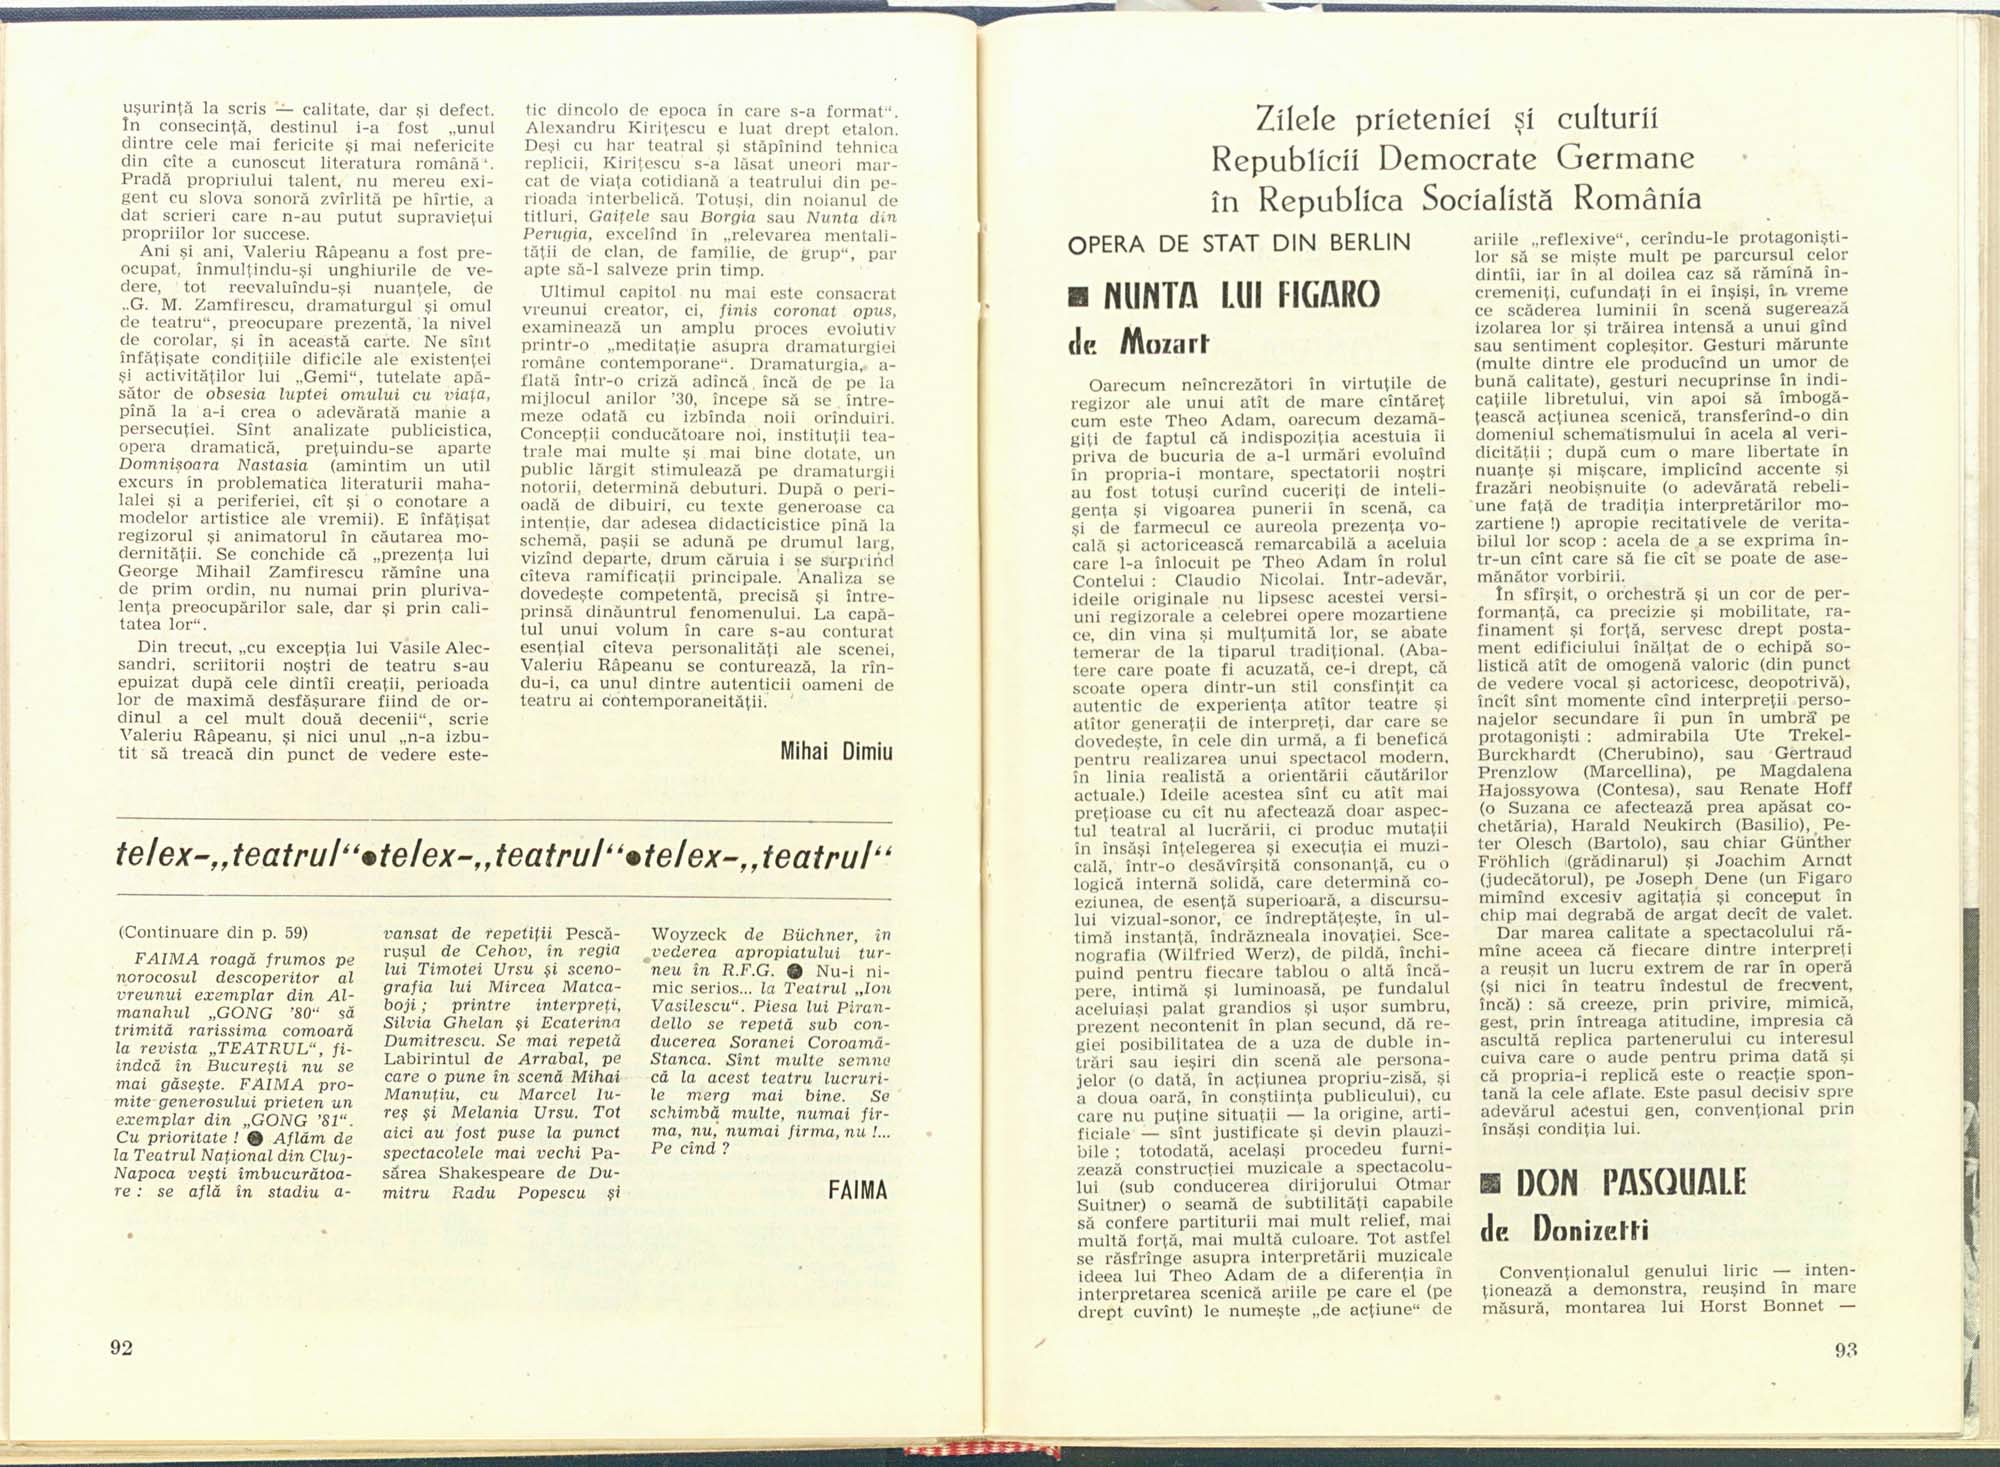 ușurință la scris — calitate, dar și defect.
În consecință, destinul i-a fost „unul
dintre cele mai fericite și mai nefericite
din cîte a cunoscut literatura română“.
Pradă propriului talent, nu mereu exi-
gent cu slova sonoră zvîrlită pe hîrtie, a
dat scrieri care n-au putut supraviețui
propriilor lor succese.
Ani și ani, Valeriu Râpeanu a fost pre-
ocupat, înmulțindu-și unghiurile de ve-
dere, tot reevaluîndu-și nuanțele, de
„G. M. Zamfirescu, dramaturgul și omul
de teatru“, preocupare prezentă, la nivel
de corolar, și în această carte. Ne sînt
înfățișate condițiile dificile ale existenței
și activităților lui „Gemi“, tutelate apă-
sător de obsesia luptei omului cu viața,
pînă la a-i crea o adevărată manie a
persecuției. Sînt analizate publicistica,
opera dramatică, prețuindu-se aparte
Domnișoara Nastasia (amintim un util
excurs în problematica literaturii maha-
lalei și a periferiei, cît și o conotare a
modelor artistice ale vremii). E înfățișat
regizorul și animatorul în căutarea mo-
dernității. Se conchide că „prezența lui
George Mihail Zamfirescu rămîne una
de prim ordin, nu numai prin pluriva-
lența preocupărilor sale, dar și prin cali-
tatea lor“.
Din trecut, „cu excepția lui Vasile Alec-
sandri, scriitorii noștri de teatru s-au
epuizat după cele dintîi creații, perioada
lor de maximă desfășurare fiind de or-
dinul a cel mult două decenii“, scrie
Valeriu Râpeanu, și nici unul „n-a izbu-
tit să treacă din punct de vedere este-
tic dincolo de epoca în care s-a format“.
Alexandru Kirițescu e luat drept etalon.
Deși cu har teatral și stăpînind tehnica
replicii, Kirițescu s-a lăsat uneori mar-
cat de viața cotidiană a teatrului din pe-
rioada interbelică. Totuși, din noianul de
titluri, Gaițele sau Borgia sau Nunta din
Perugia, excelînd în „relevarea mentali-
tății de clan, de familie, de grup“, par
apte să-l salveze prin timp.
Ultimul capitol nu mai este consacrat
vreunui creator, ci, finis coronat opus,
examinează un amplu proces evolutiv
printr-o „meditație asupra dramaturgiei
române contemporane“. Dramaturgia, a-
flată într-o criză adîncă încă de pe la
mijlocul anilor '30, începe să se între-
meze odată cu izbînda noii orînduiri.
Concepții conducătoare noi, instituții tea-
trale mai multe și mai bine dotate, un
public lărgit stimulează pe dramaturgii
notorii, determină debuturi. După o peri-
oadă de dibuiri, cu texte generoase ca
intenție, dar adesea didacticistice pînă la
schemă, pașii se adună pe drumul larg,
vizînd departe, drum căruia i se surprind
cîteva ramificații principale. Analiza se
dovedește competentă, precisă și între-
prinsă dinăuntrul fenomenului. La capă-
tul unui volum în care s-au conturat
esențial cîteva personalități ale scenei,
Valeriu Râpeanu se conturează, la rîn-
du-i, ca unul dintre autenticii oameni de
teatru ai contemporaneității.
Mihai Dimiu
telex-„teatrul“●telex-„teatrul“●telex-„teatrul“
(Continuare din p. 59)
FAIMA roagă frumos pe
norocosul descoperitor al
vreunui exemplar din Al-
manahul „GONG '80“ să
trimită rarissima comoară
la revista „TEATRUL“, fi-
indcă în București nu se
mai găsește. FAIMA pro-
mite generosului prieten un
exemplar din „GONG '81“.
Cu prioritate ! ● Aflăm de
la Teatrul Național din Cluj-
Napoca vești îmbucurătoa-
re : se află în stadiu a-
vansat de repetiții Pescă-
rușul de Cehov, în regia
lui Timotei Ursu și sceno-
grafia lui Mircea Matca-
boji ; printre interpreți,
Silvia Ghelan și Ecaterina
Dumitrescu. Se mai repetă
Labirintul de Arrabal, pe
care o pune în scenă Mihai
Manuțiu, cu Marcel Iu-
reș și Melania Ursu. Tot
aici au fost puse la punct
spectacolele mai vechi Pa-
sărea Shakespeare de Du-
mitru Radu Popescu și
Woyzeck de Büchner, în
vederea apropiatului tur-
neu în R.F.G. ● Nu-i ni-
mic serios... la Teatrul „Ion
Vasilescu“. Piesa lui Piran-
dello se repetă sub con-
ducerea Soranei Coroamă-
Stanca. Sînt multe semne
că la acest teatru lucruri-
le merg mai bine. Se
schimbă multe, numai fir-
ma, nu, numai firma, nu !...
Pe cînd ?
FAIMA
92
Zilele prieteniei și culturii
Republicii Democrate Germane
în Republica Socialistă România
OPERA DE STAT DIN BERLIN
■ NUNTA LUI FIGARO
de Mozart
Oarecum neîncrezători în virtuțile de
regizor ale unui atît de mare cîntăreț
cum este Theo Adam, oarecum dezamă-
giți de faptul că indispoziția acestuia îi
priva de bucuria de a-l urmări evoluînd
în propria-i montare, spectatorii noștri
au fost totuși curînd cuceriți de inteli-
gența și vigoarea punerii în scenă, ca
și de farmecul ce aureola prezența vo-
cală și actoricească remarcabilă a aceluia
care l-a înlocuit pe Theo Adam în rolul
Contelui : Claudio Nicolai. Într-adevăr,
ideile originale nu lipsesc acestei versi-
uni regizorale a celebrei opere mozartiene
ce, din vina și mulțumită lor, se abate
temerar de la tiparul tradițional. (Aba-
tere care poate fi acuzată, ce-i drept, că
scoate opera dintr-un stil consfințit ca
autentic de experiența atîtor teatre și
atîtor generații de interpreți, dar care se
dovedește, în cele din urmă, a fi benefică
pentru realizarea unui spectacol modern,
în linia realistă a orientării căutărilor
actuale.) Ideile acestea sînt cu atît mai
prețioase cu cît nu afectează doar aspec-
tul teatral al lucrării, ci produc mutații
în însăși înțelegerea și execuția ei muzi-
cală, într-o desăvîrșită consonanță, cu o
logică internă solidă, care determină co-
eziunea, de esență superioară, a discursu-
lui vizual-sonor, ce îndreptățește, în ul-
timă instanță, îndrăzneala inovației. Sce-
nografia (Wilfried Werz), de pildă, închi-
puind pentru fiecare tablou o altă încă-
pere, intimă și luminoasă, pe fundalul
aceluiași palat grandios și ușor sumbru,
prezent necontenit în plan secund, dă re-
giei posibilitatea de a uza de duble in-
trări sau ieșiri din scenă ale persona-
jelor (o dată, în acțiunea propriu-zisă, și
a doua oară, în conștiința publicului), cu
care nu puține situații — la origine, arti-
ficiale — sînt justificate și devin plauzi-
bile ; totodată, același procedeu furni-
zează construcției muzicale a spectacolu-
lui (sub conducerea dirijorului Otmar
Suitner) o seamă de subtilități capabile
să confere partiturii mai mult relief, mai
multă forță, mai multă culoare. Tot astfel
se răsfrînge asupra interpretării muzicale
ideea lui Theo Adam de a diferenția în
interpretarea scenică ariile pe care el (pe
drept cuvînt) le numește „de acțiune“ de
ariile „reflexive“, cerîndu-le protagoniști-
lor să se miște mult pe parcursul celor
dintîi, iar în al doilea caz să rămînă în-
cremeniți, cufundați în ei înșiși, în vreme
ce scăderea luminii în scenă sugerează
izolarea lor și trăirea intensă a unui gînd
sau sentiment copleșitor. Gesturi mărunte
(multe dintre ele producînd un umor de
bună calitate), gesturi necuprinse în indi-
cațiile libretului, vin apoi să îmbogă-
țească acțiunea scenică, transferînd-o din
domeniul schematismului în acela al veri-
dicității ; după cum o mare libertate în
nuanțe și mișcare, implicînd accente și
frazări neobișnuite (o adevărată rebeli-
une față de tradiția interpretărilor mo-
zartiene !) apropie recitativele de verita-
bilul lor scop : acela de a se exprima în-
tr-un cînt care să fie cît se poate de ase-
mănător vorbirii.
În sfîrșit, o orchestră și un cor de per-
formanță, ca precizie și mobilitate, ra-
finament și forță, servesc drept posta-
ment edificiului înălțat de o echipă so-
listică atît de omogenă valoric (din punct
de vedere vocal și actoricesc, deopotrivă),
încît sînt momente cînd interpreții perso-
najelor secundare îi pun în umbră pe
protagoniști : admirabila Ute Trekel-
Burckhardt (Cherubino), sau Gertraud
Prenzlow (Marcellina), pe Magdalena
Hajossyowa (Contesa), sau Renate Hoff
(o Suzana ce afectează prea apăsat co-
chetăria), Harald Neukirch (Basilio), Pe-
ter Olesch (Bartolo), sau chiar Günther
Fröhlich (grădinarul) și Joachim Arndt
(judecătorul), pe Joseph Dene (un Figaro
mimînd excesiv agitația și conceput în
chip mai degrabă de argat decît de valet.
Dar marea calitate a spectacolului ră-
mîne aceea că fiecare dintre interpreți
a reușit un lucru extrem de rar în operă
(și nici în teatru îndestul de frecvent,
încă) : să creeze, prin privire, mimică,
gest, prin întreaga atitudine, impresia că
ascultă replica partenerului cu interesul
cuiva care o aude pentru prima dată și
că propria-i replică este o reacție spon-
tană la cele aflate. Este pasul decisiv spre
adevărul acestui gen, convențional prin
însăși condiția lui.
■ DON PASQUALE
de Donizetti
Convenționalul genului liric — inten-
ționează a demonstra, reușind în mare
măsură, montarea lui Horst Bonnet —
93